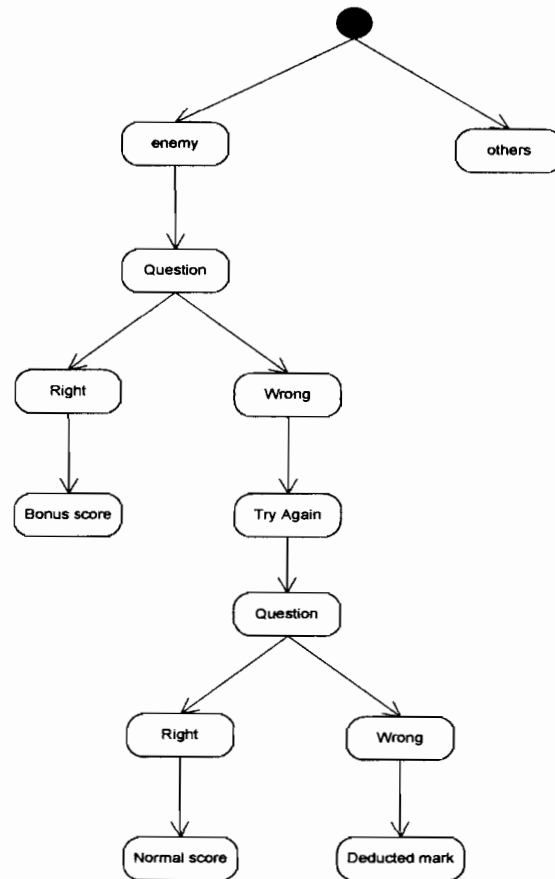 enemy
others
Question
Right
Wrong
Bonus score
Try Again
Question
Right
Wrong
Normal score
Deducted mark